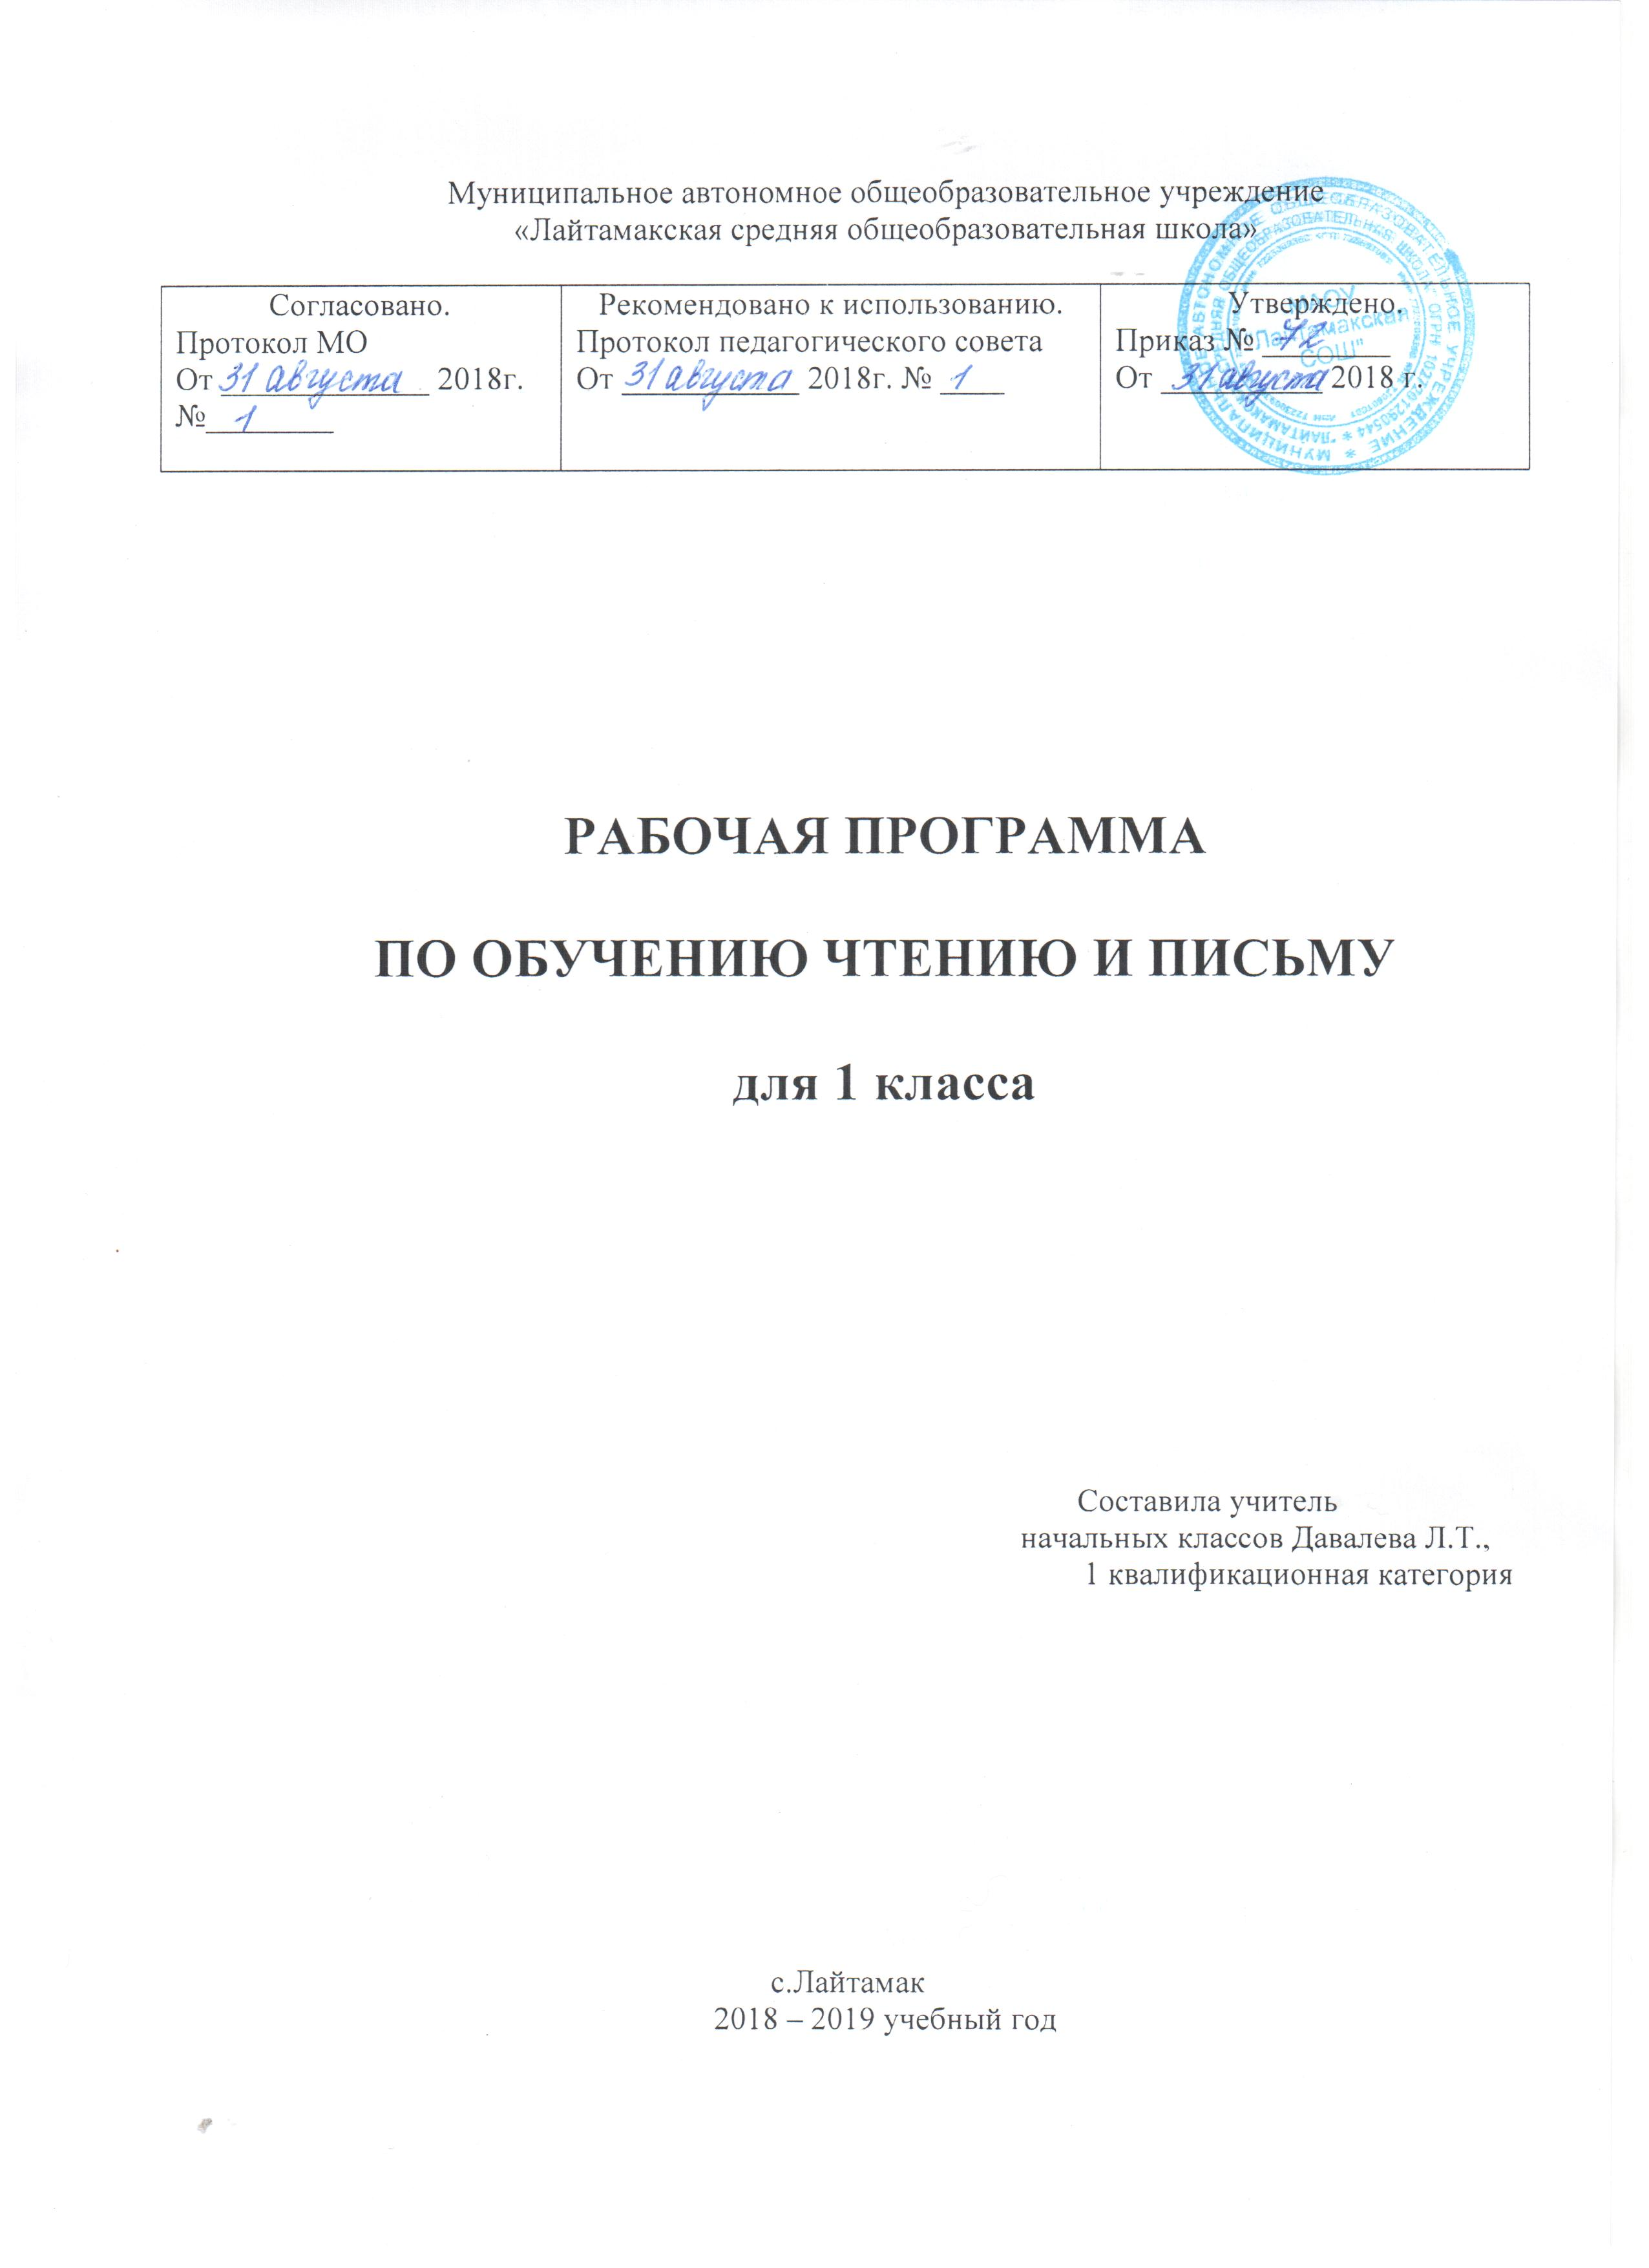 Муниципальное автономное общеобразовательное учреждение
«Лайтамакская средняя общеобразовательная школа»
Согласовано.
Протокол МО
От 31 августа 2018г.
№ 1
Рекомендовано к использованию.
Протокол педагогического совета
От 31 августа 2018г. № 1
Утверждено.
Приказ №
От 31 августа 2018 г.
МАОУ
"Лайтамакская
СОШ"
РАБОЧАЯ ПРОГРАММА
ПО ОБУЧЕНИЮ ЧТЕНИЮ И ПИСЬМУ
для 1 класса
Составила учитель
начальных классов Давалева Л.Т.,
1 квалификационная категория
с.Лайтамак
2018 – 2019 учебный год